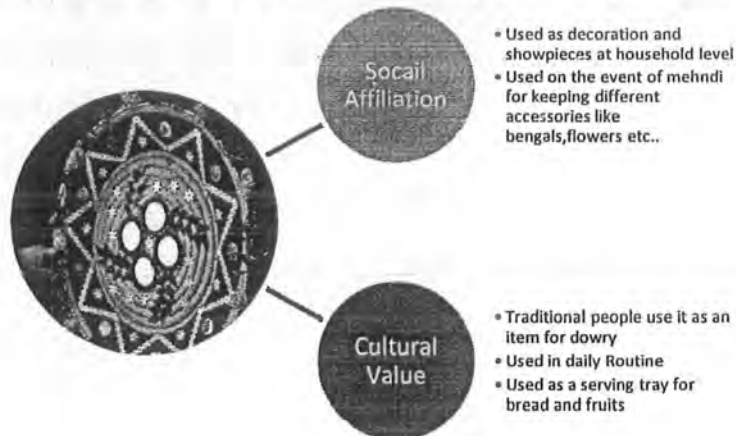 Socail
Affiliation
• Used as decoration and
showpieces at household level
• Used on the event of mehndi
for keeping different
accessories like
bengals,flowers etc..
Cultural
Value
• Traditional people use it as an
item for dowry
• Used in daily Routine
• Used as a serving tray for
bread and fruits